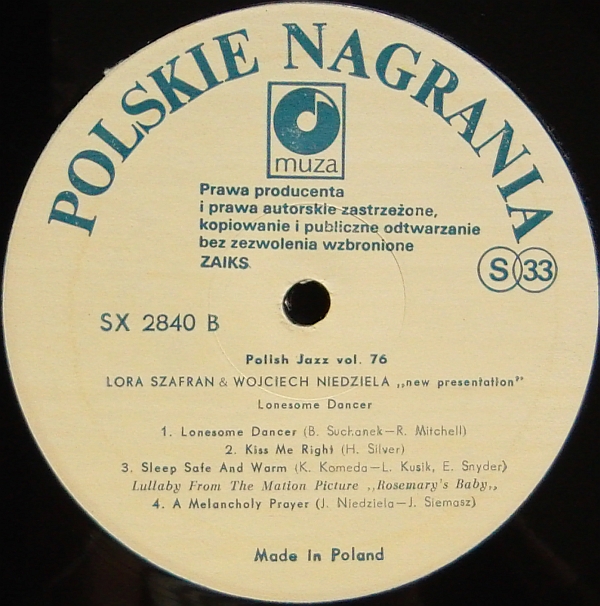 POLSKIE NAGRANIA
muza
Prawa producenta
i prawa autorskie zastrzeżone,
kopiowanie i publiczne odtwarzanie
bez zezwolenia wzbronione
ZAIKS
S 33
SX 2840 B
Polish Jazz vol. 76
LORA SZAFRAN & WOJCIECH NIEDZIELA „new presentation”
Lonesome Dancer
1. Lonesome Dancer (B. Suchanek—R. Mitchell)
2. Kiss Me Right (H. Silver)
3. Sleep Safe And Warm (K. Komeda—L. Kusik, E. Snyder)
Lullaby From The Mation Picture ,,Rosemary's Baby,,
4. A Melancholy Prayer (J. Niedziela—J. Siemasz)
Made In Poland